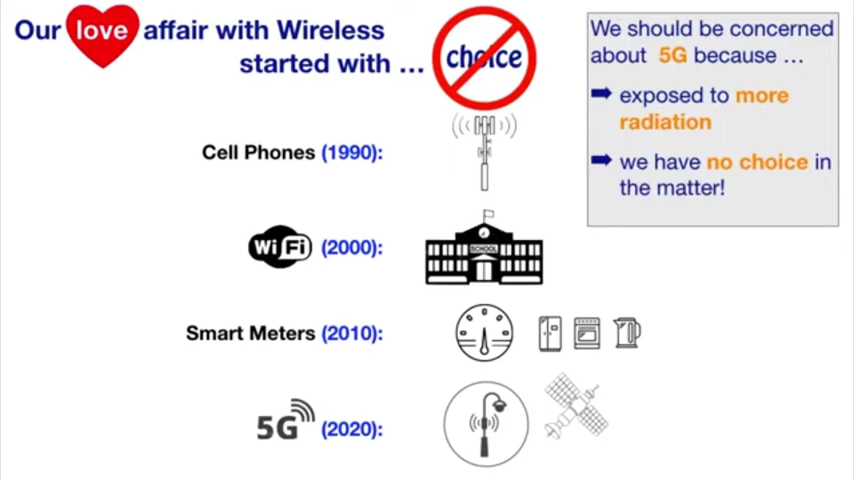 Our love affair with Wireless
started with ...
choice
We should be concerned
about 5G because ...
➡ exposed to more
radiation
➡ we have no choice in
the matter!
Cell Phones (1990):
WiFi (2000):
SCHOOL
Smart Meters (2010):
5G (2020):